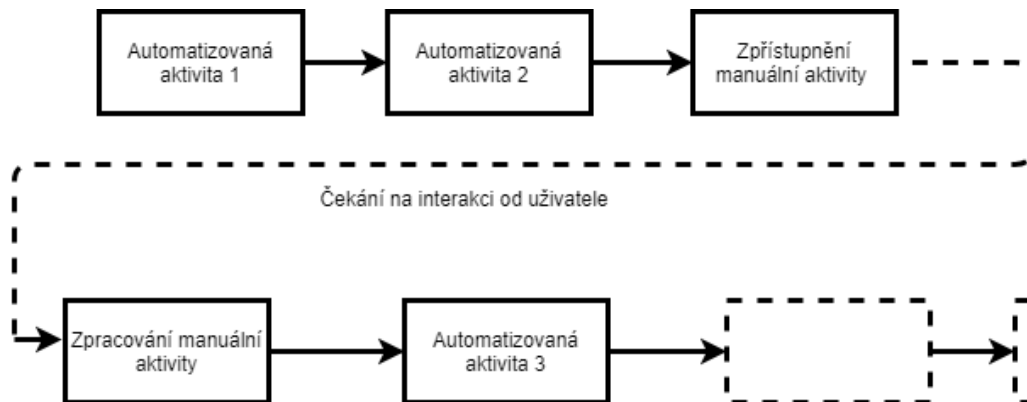 Automatizovaná
aktivita 1
Automatizovaná
aktivita 2
Zpřístupnění
manuální aktivity
Čekání na interakci od uživatele
Zpracování manuální
aktivity
Automatizovaná
aktivita 3